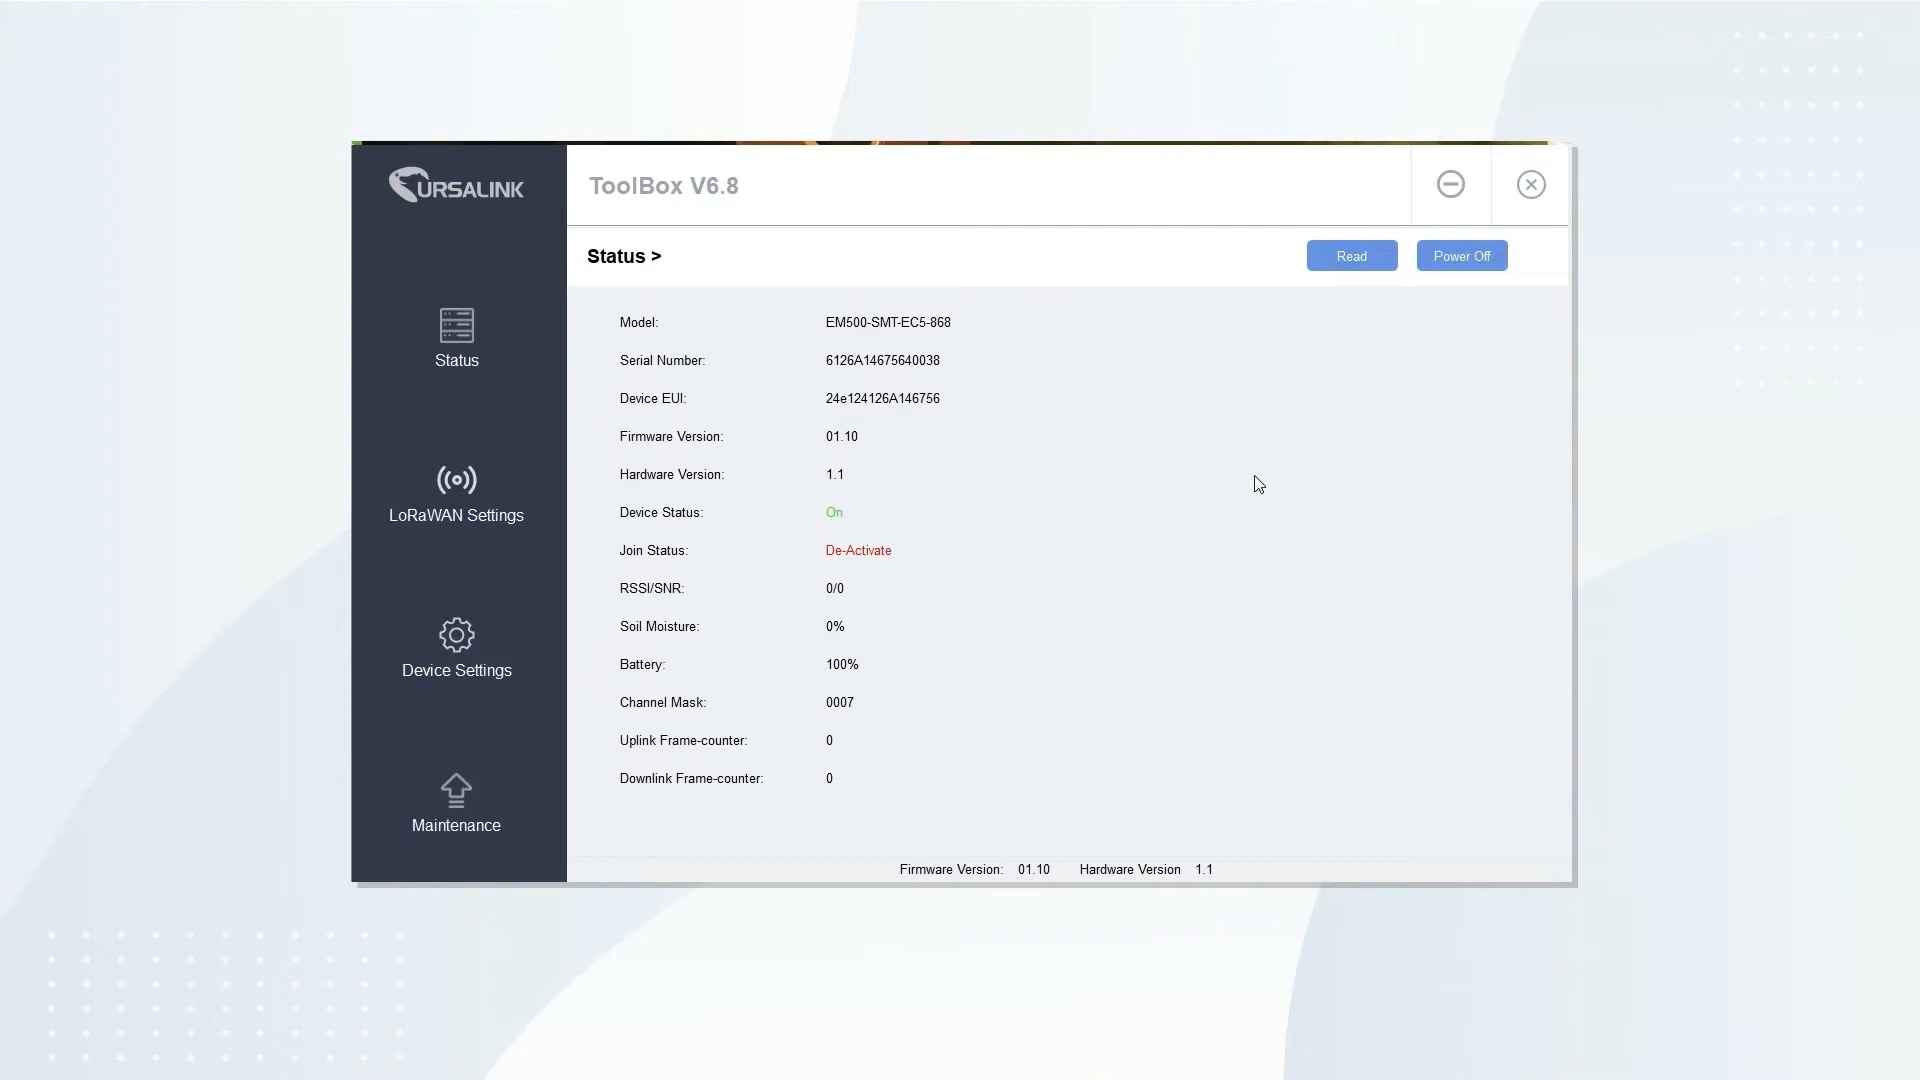 URSALINK
ToolBox V6.8
Status >
Read
Power Off
Status
LoRaWAN Settings
Device Settings
Maintenance
Model: EM500-SMT-EC5-868
Serial Number: 6126A14675640038
Device EUI: 24e124126A146756
Firmware Version: 01.10
Hardware Version: 1.1
Device Status: On
Join Status: De-Activate
RSSI/SNR: 0/0
Soil Moisture: 0%
Battery: 100%
Channel Mask: 0007
Uplink Frame-counter: 0
Downlink Frame-counter: 0
Firmware Version: 01.10 Hardware Version 1.1